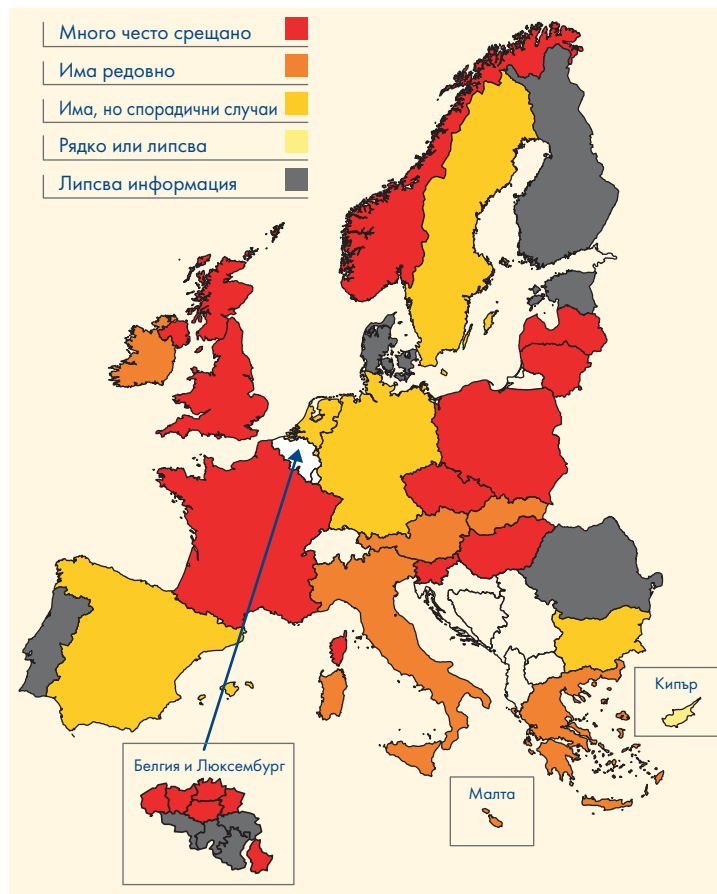 Много често срещано
Има редовно
Има, но спорадични случаи
Рядко или липсва
Липсва информация
Кипър
Белгия и Люксембург
Малта